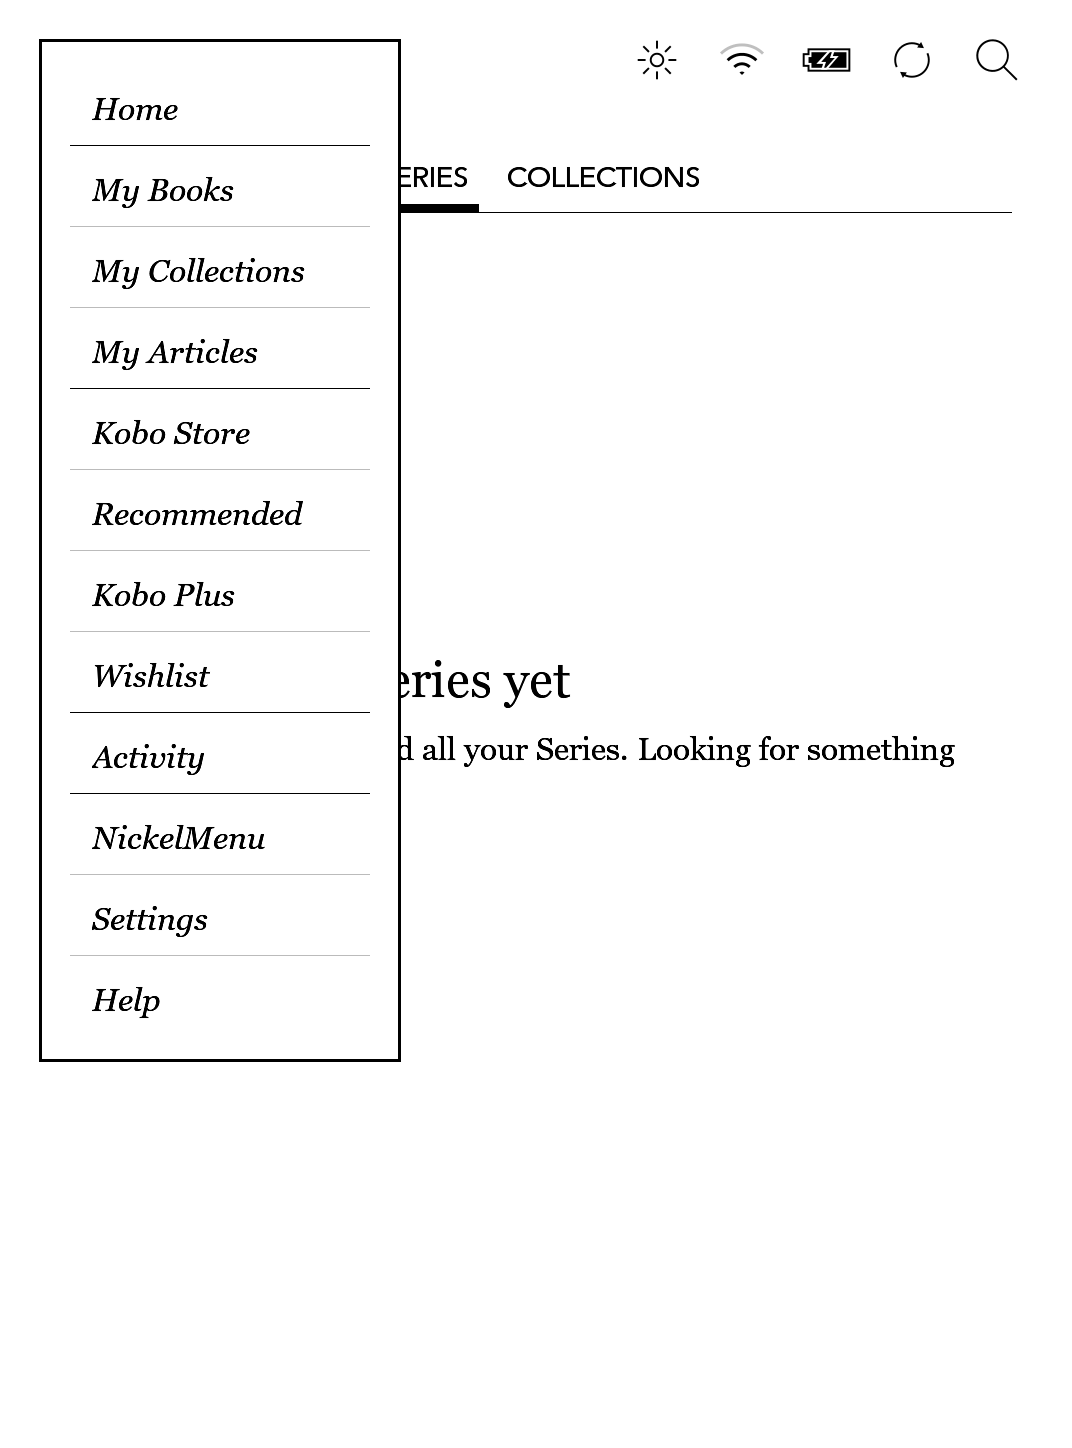 Home
My Books
My Collections
My Articles
Kobo Store
Recommended
Kobo Plus
Wishlist
Activity
NickelMenu
Settings
Help
ERIES COLLECTIONS
eries yet
d all your Series. Looking for something